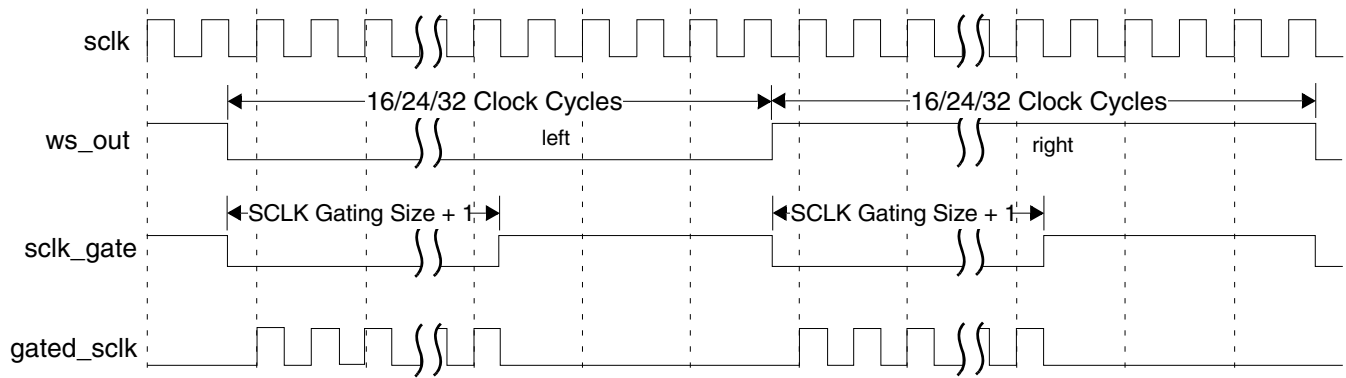 sclk
16/24/32 Clock Cycles 16/24/32 Clock Cycles
ws_out left right
SCLK Gating Size + 1 SCLK Gating Size + 1
sclk_gate
gated_sclk